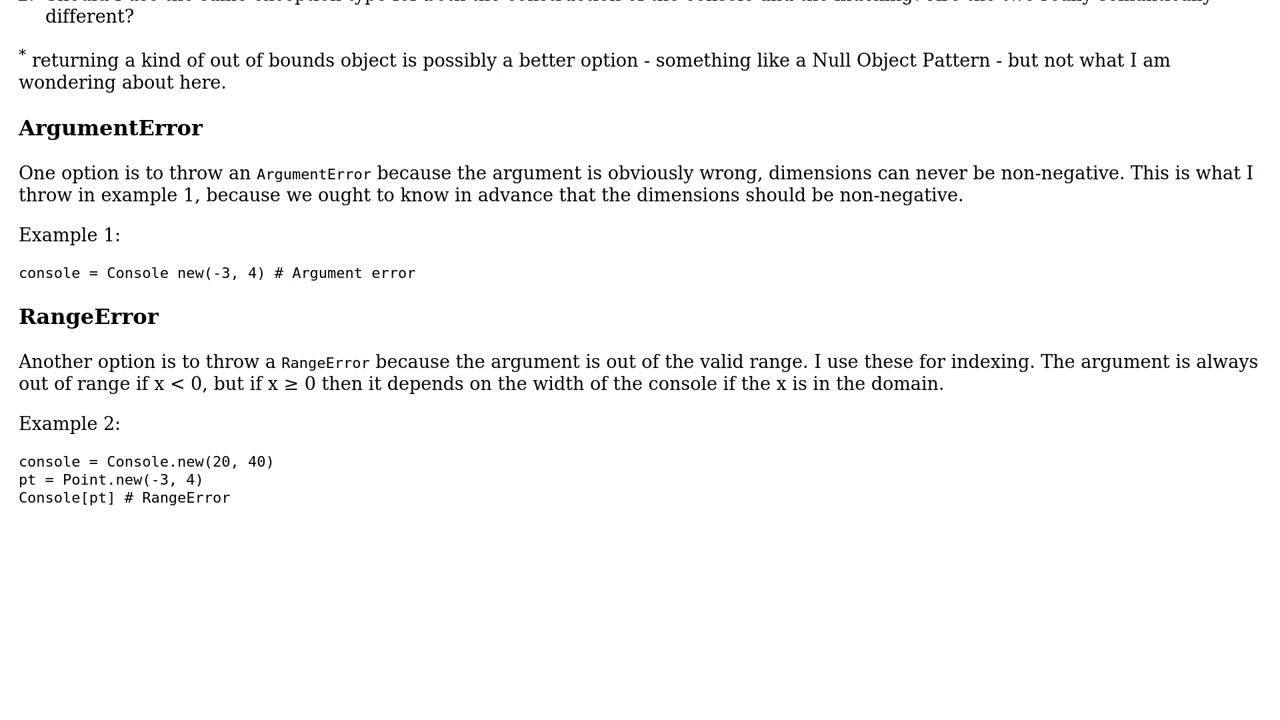 different?
* returning a kind of out of bounds object is possibly a better option - something like a Null Object Pattern - but not what I am
wondering about here.
ArgumentError
One option is to throw an ArgumentError because the argument is obviously wrong, dimensions can never be non-negative. This is what I
throw in example 1, because we ought to know in advance that the dimensions should be non-negative.
Example 1:
console = Console new(-3, 4) # Argument error
RangeError
Another option is to throw a RangeError because the argument is out of the valid range. I use these for indexing. The argument is always
out of range if x < 0, but if x ≥ 0 then it depends on the width of the console if the x is in the domain.
Example 2:
console = Console.new(20, 40)
pt = Point.new(-3, 4)
Console[pt] # RangeError